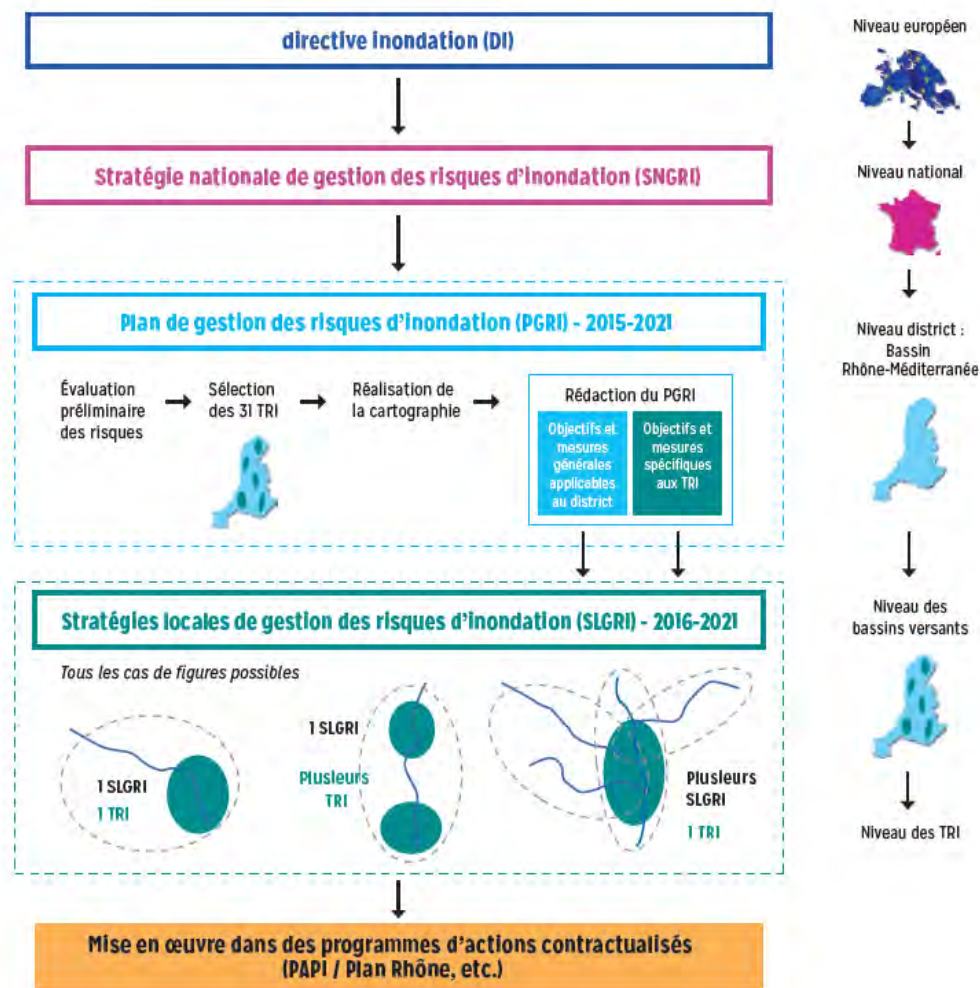 directive inondation (DI)
Stratégie nationale de gestion des risques d'inondation (SNGRI)
Plan de gestion des risques d'inondation (PGRI) - 2015-2021
Évaluation
préliminaire
des risques
Sélection
des 31 TRI
Réalisation de
la cartographie
Rédaction du PGRI
Objectifs et
mesures
générales
applicables
au district
Objectifs et
mesures
spécifiques
aux TRI
Stratégies locales de gestion des risques d'inondation (SLGRI) - 2016-2021
Tous les cas de figures possibles
1 SLGRI
1 TRI
1 SLGRI
Plusieurs
TRI
Plusieurs
SLGRI
1 TRI
Mise en œuvre dans des programmes d'actions contractualisés
(PAPI / Plan Rhône, etc.)
Niveau européen
Niveau national
Niveau district :
Bassin
Rhône-Méditerranée
Niveau des
bassins versants
Niveau des TRI